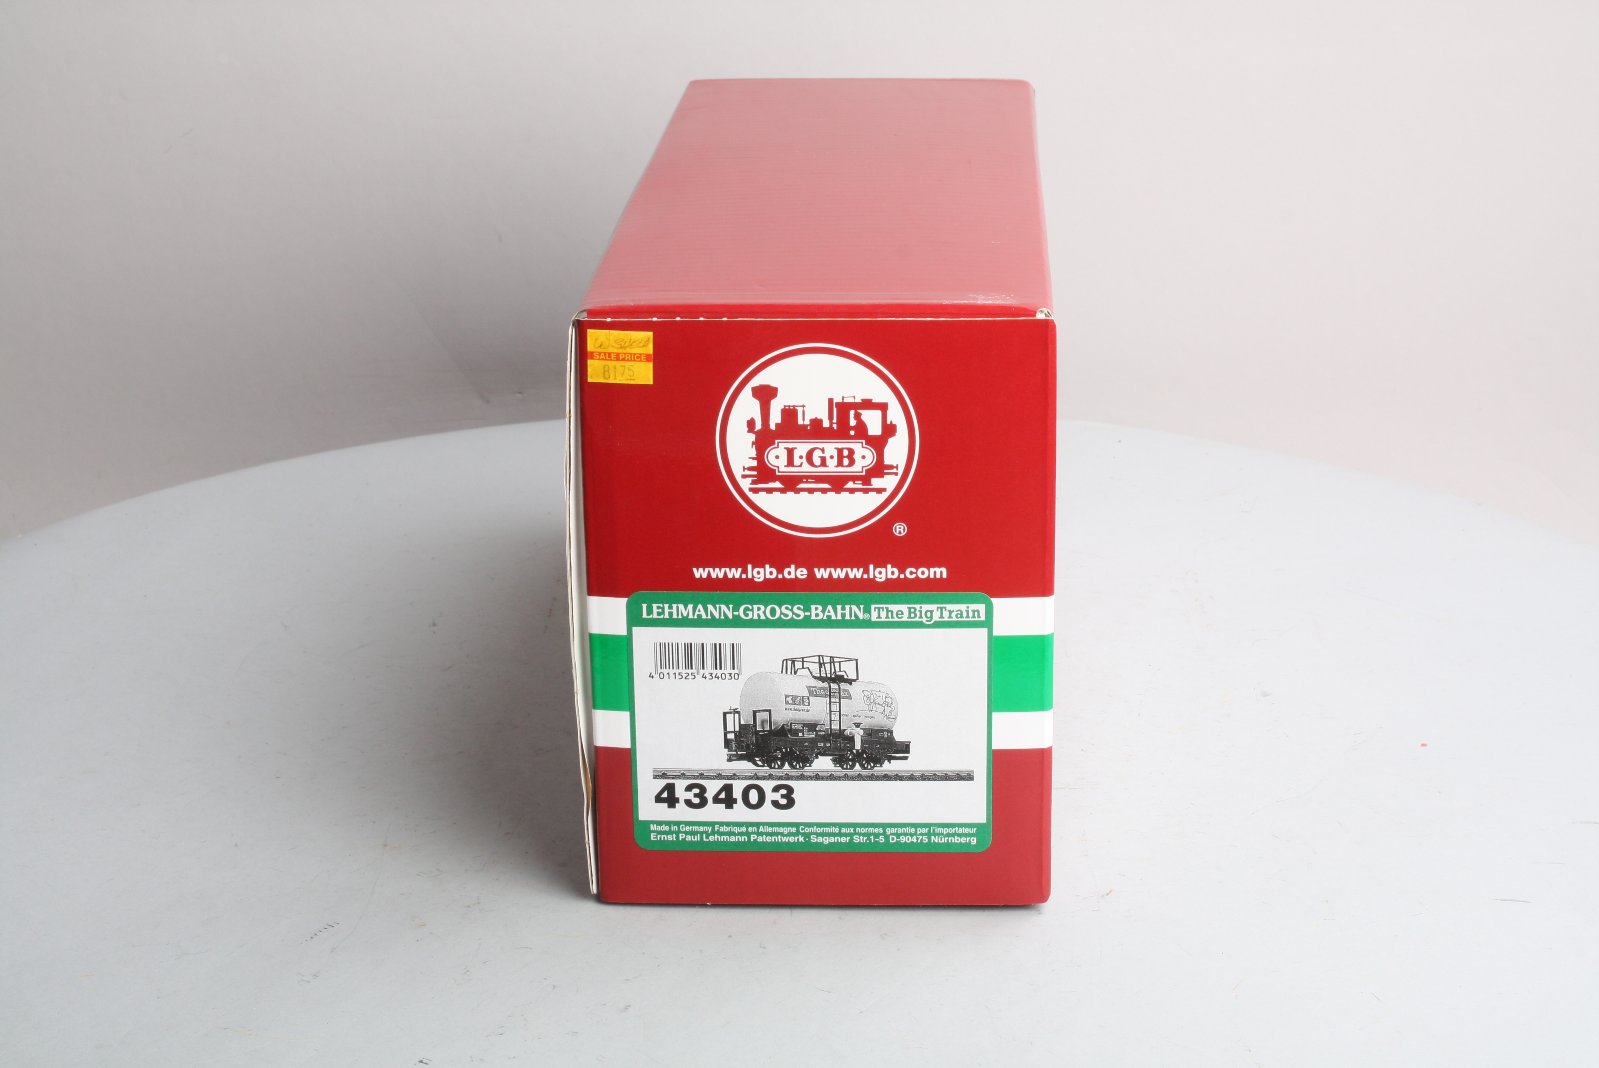 SALE PRICE
8175
L·G·B
®
www.lgb.de www.lgb.com
LEHMANN-GROSS-BAHN® The Big Train
4 011525 434030
43403
Made in Germany Fabriqué en Allemagne Conformité aux normes garantie par l'importateur
Ernst Paul Lehmann Patentwerk · Saganer Str.1-5 D-90475 Nürnberg